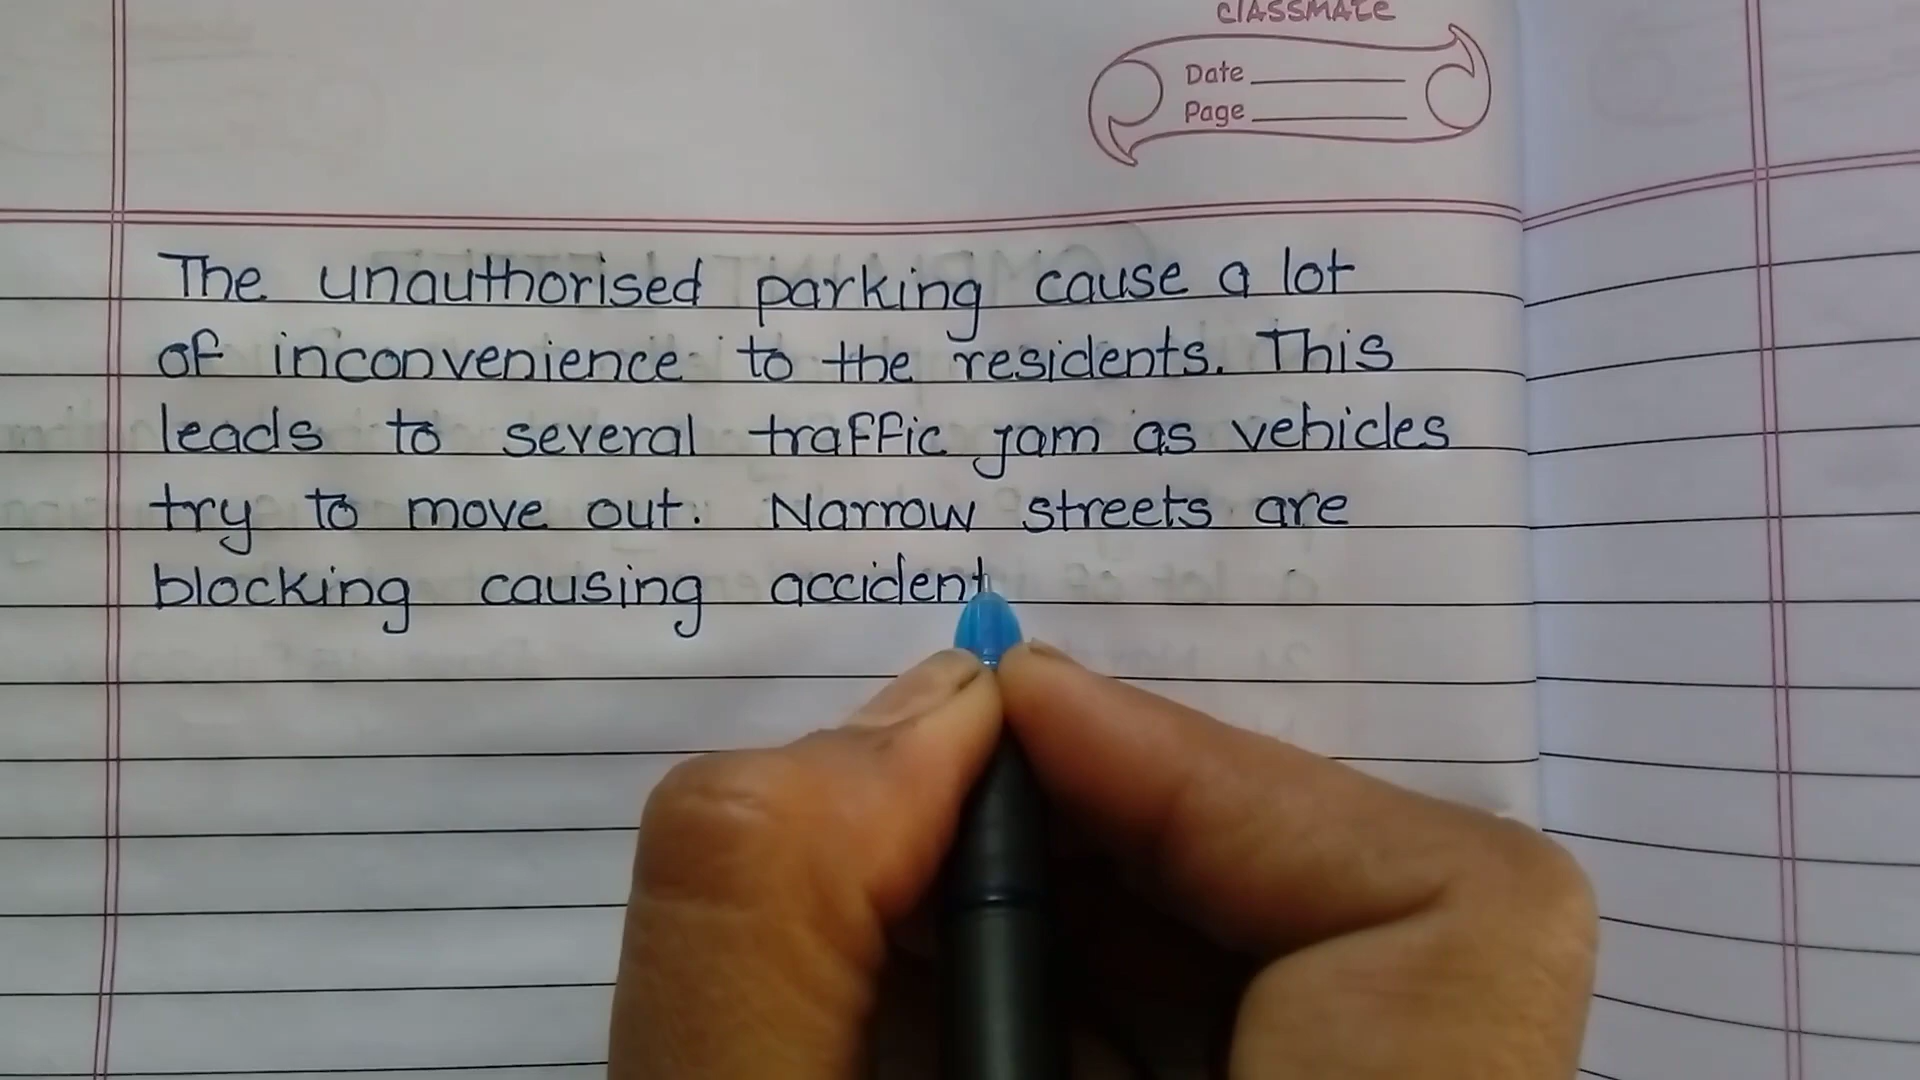 CLASSMATE
Date
Page
The unauthorised parking cause a lot
of inconvenience to the residents. This
leads to several traffic jam as vehicles
try to move out. Narrow streets are
blocking causing accident